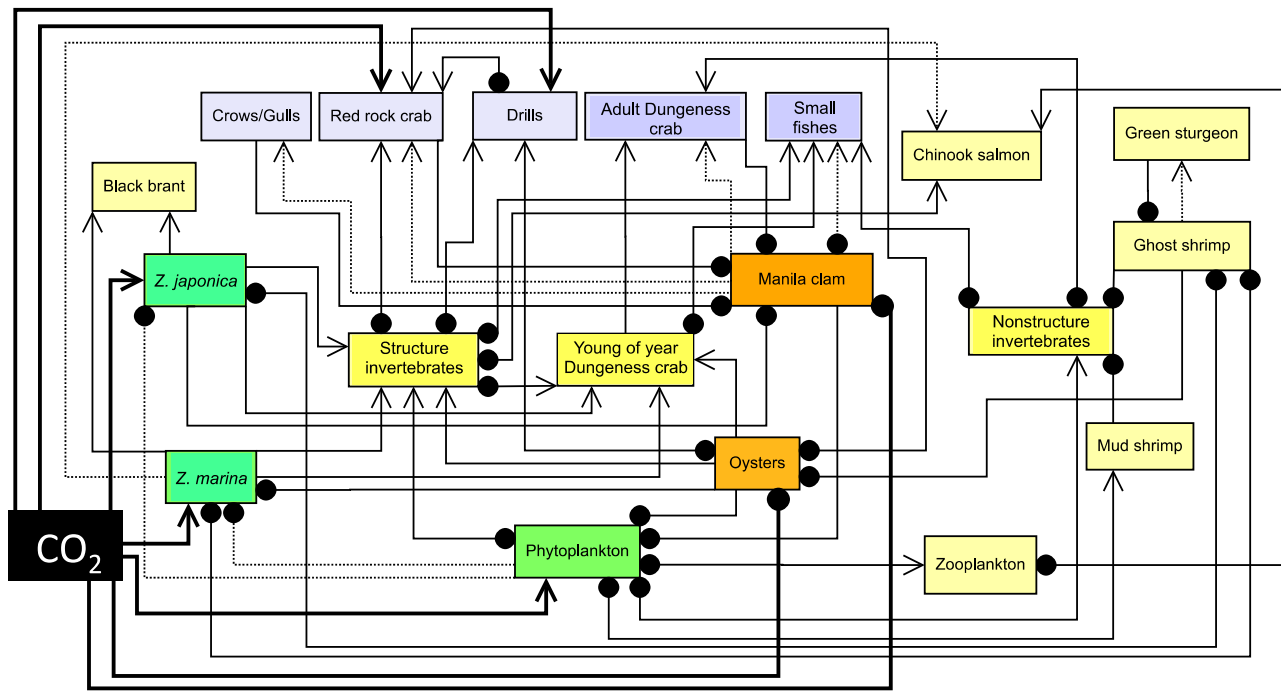 Crows/Gulls
Red rock crab
Drills
Adult Dungeness
crab
Small
fishes
Chinook salmon
Green sturgeon
Black brant
Ghost shrimp
Z. japonica
Manila clam
Structure
invertebrates
Young of year
Dungeness crab
Nonstructure
invertebrates
Mud shrimp
Z. marina
Oysters
CO₂
Phytoplankton
Zooplankton